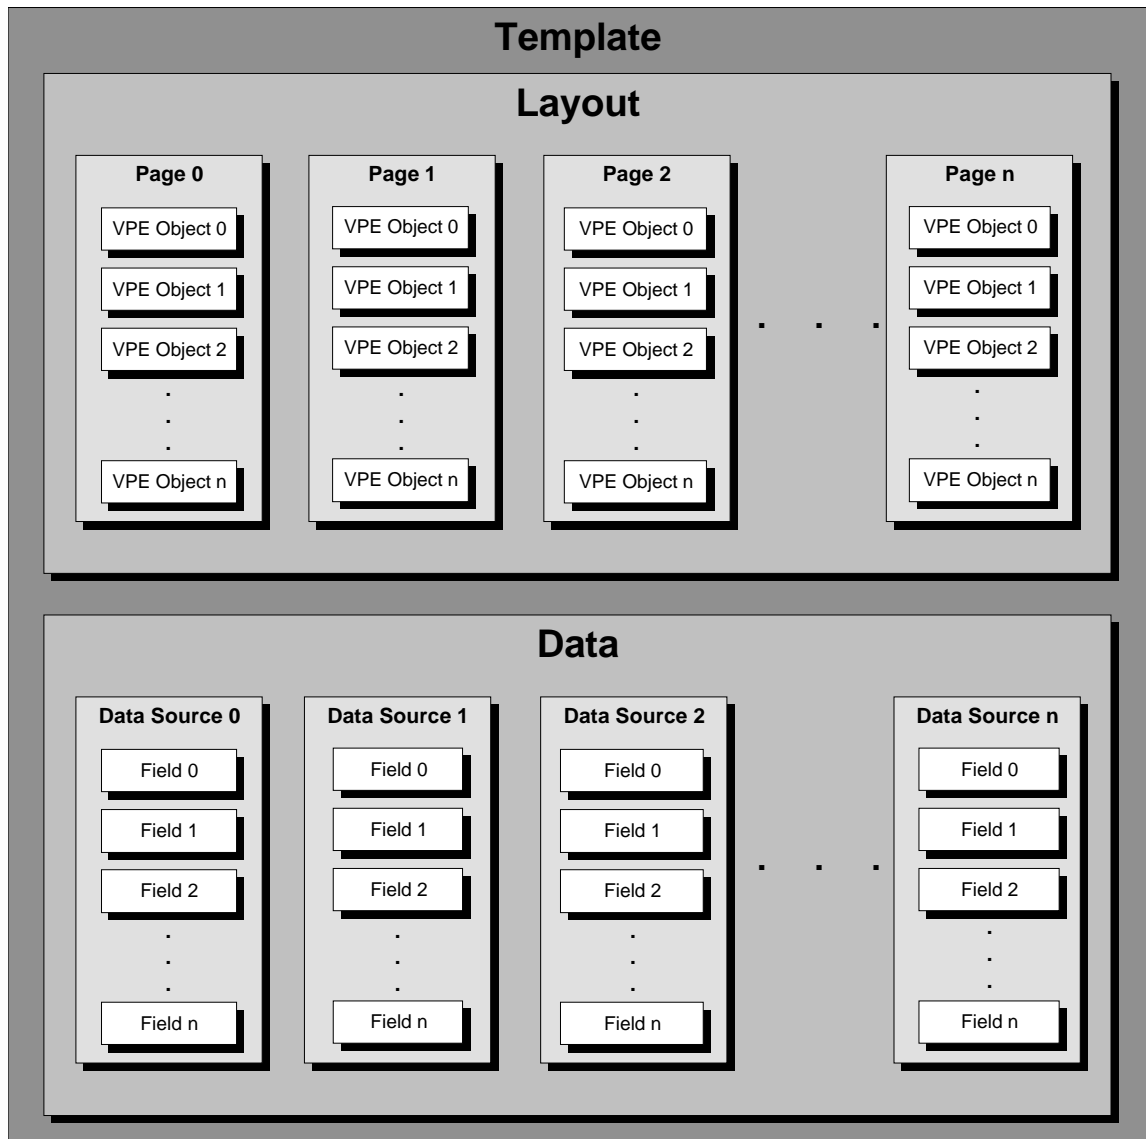 Template
Layout
Page 0
VPE Object 0
VPE Object 1
VPE Object 2
.
.
.
VPE Object n
Page 1
VPE Object 0
VPE Object 1
VPE Object 2
.
.
.
VPE Object n
Page 2
VPE Object 0
VPE Object 1
VPE Object 2
.
.
.
VPE Object n
. . .
Page n
VPE Object 0
VPE Object 1
VPE Object 2
.
.
.
VPE Object n
Data
Data Source 0
Field 0
Field 1
Field 2
.
.
.
Field n
Data Source 1
Field 0
Field 1
Field 2
.
.
.
Field n
Data Source 2
Field 0
Field 1
Field 2
.
.
.
Field n
. . .
Data Source n
Field 0
Field 1
Field 2
.
.
.
Field n